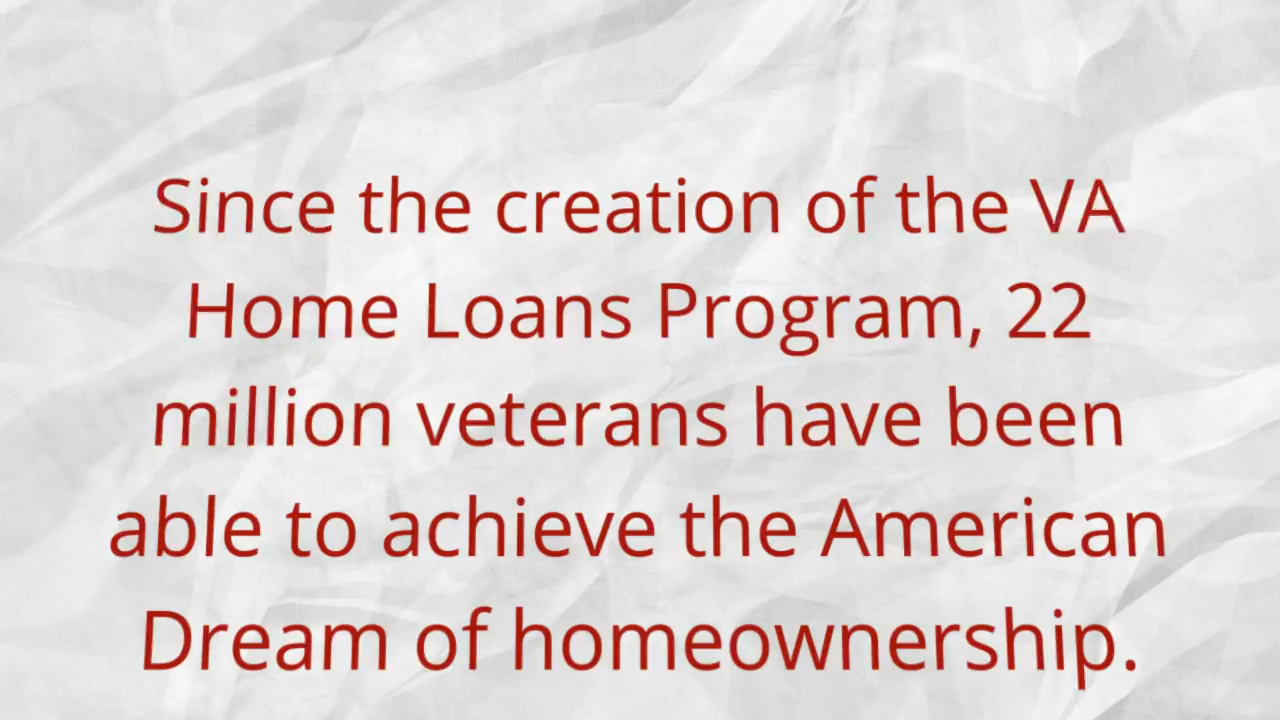 Since the creation of the VA
Home Loans Program, 22
million veterans have been
able to achieve the American
Dream of homeownership.